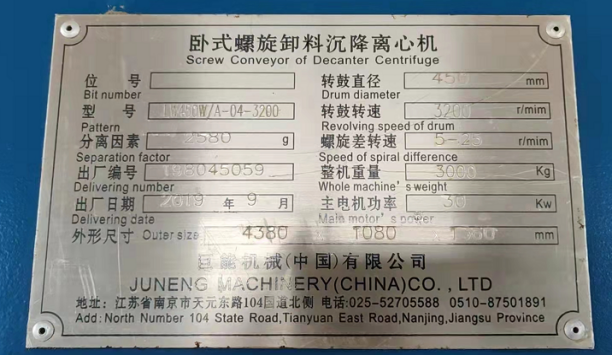 卧式螺旋卸料沉降离心机
Screw Conveyor of Decanter Centrifuge
位 号 转鼓直径 450 mm
Bit number Drum diameter
型 号 /A-04-3200 转鼓转速 3200 r/mim
Pattern Revolving speed of drum
分离因素 2580 g 螺旋差转速 5-25 r/mim
Separation factor Speed of spiral difference
出厂编号 整机重量 3000 Kg
Delivering number Whole machine's weight
出厂日期 2019 年 9 月 主电机功率 30 Kw
Delivering date Main motor's power
外形尺寸 Outer size 4380 1080 mm
巨能机械(中国)有限公司
JUNENG MACHINERY(CHINA)CO., LTD
地址: 江苏省南京市天元东路104国道北侧 电话:025-52705588 0510-87501891
Add: North Number 104 State Road,Tianyuan East Road,Nanjing,Jiangsu Province